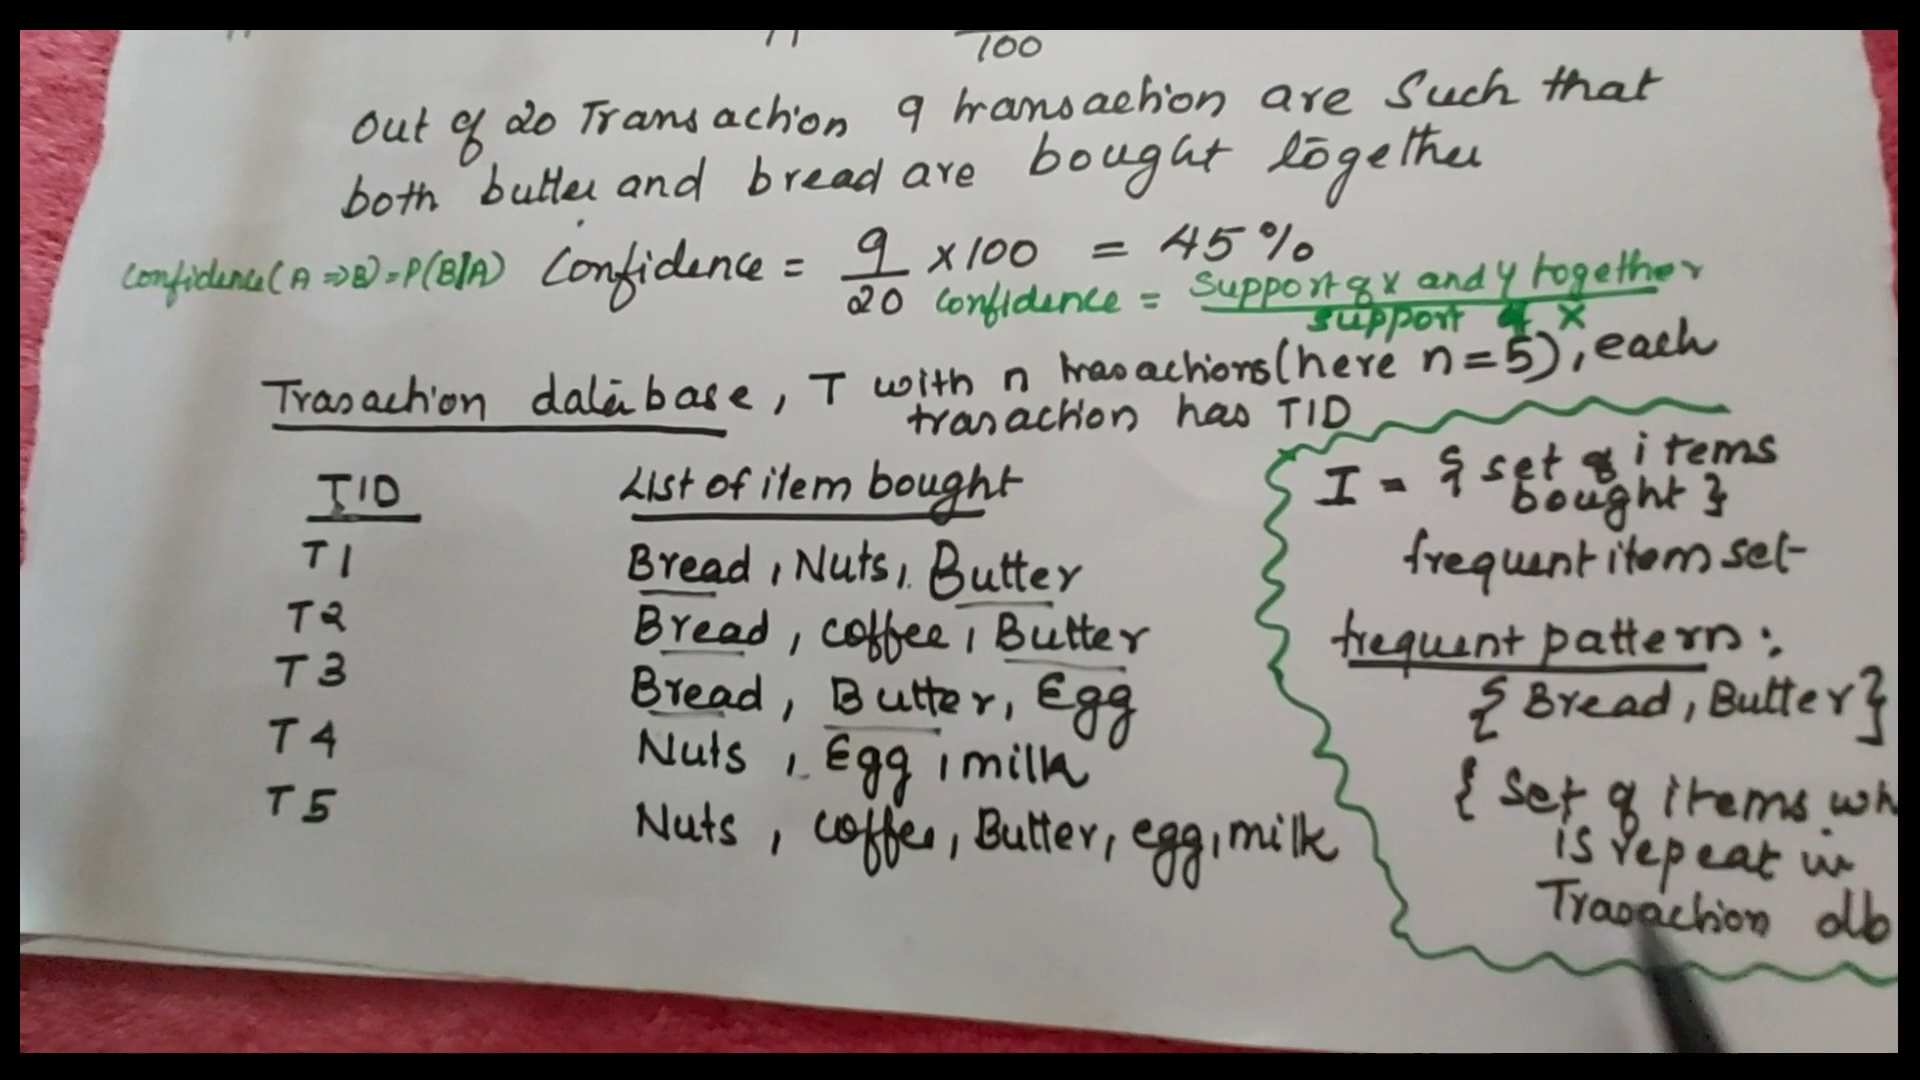 100
Out of 20 Transaction 9 transaction are such that
both butter and bread are bought together
Confidence(A => B) = P(B|A) Confidence = 9/20 x100 = 45%
confidence = support of x and y together / support of x
Trasaction database, T with n trasactions (here n=5), each
transaction has TID
TID List of item bought
T1 Bread, Nuts, Butter
T2 Bread, coffee, Butter
T3 Bread, Butter, Egg
T4 Nuts, Egg, milk
T5 Nuts, coffee, Butter, egg, milk
I = { set of items
bought }
frequent item set
frequent pattern :
{ Bread, Butter }
{ Set of items wh
is repeat in
Trasaction db